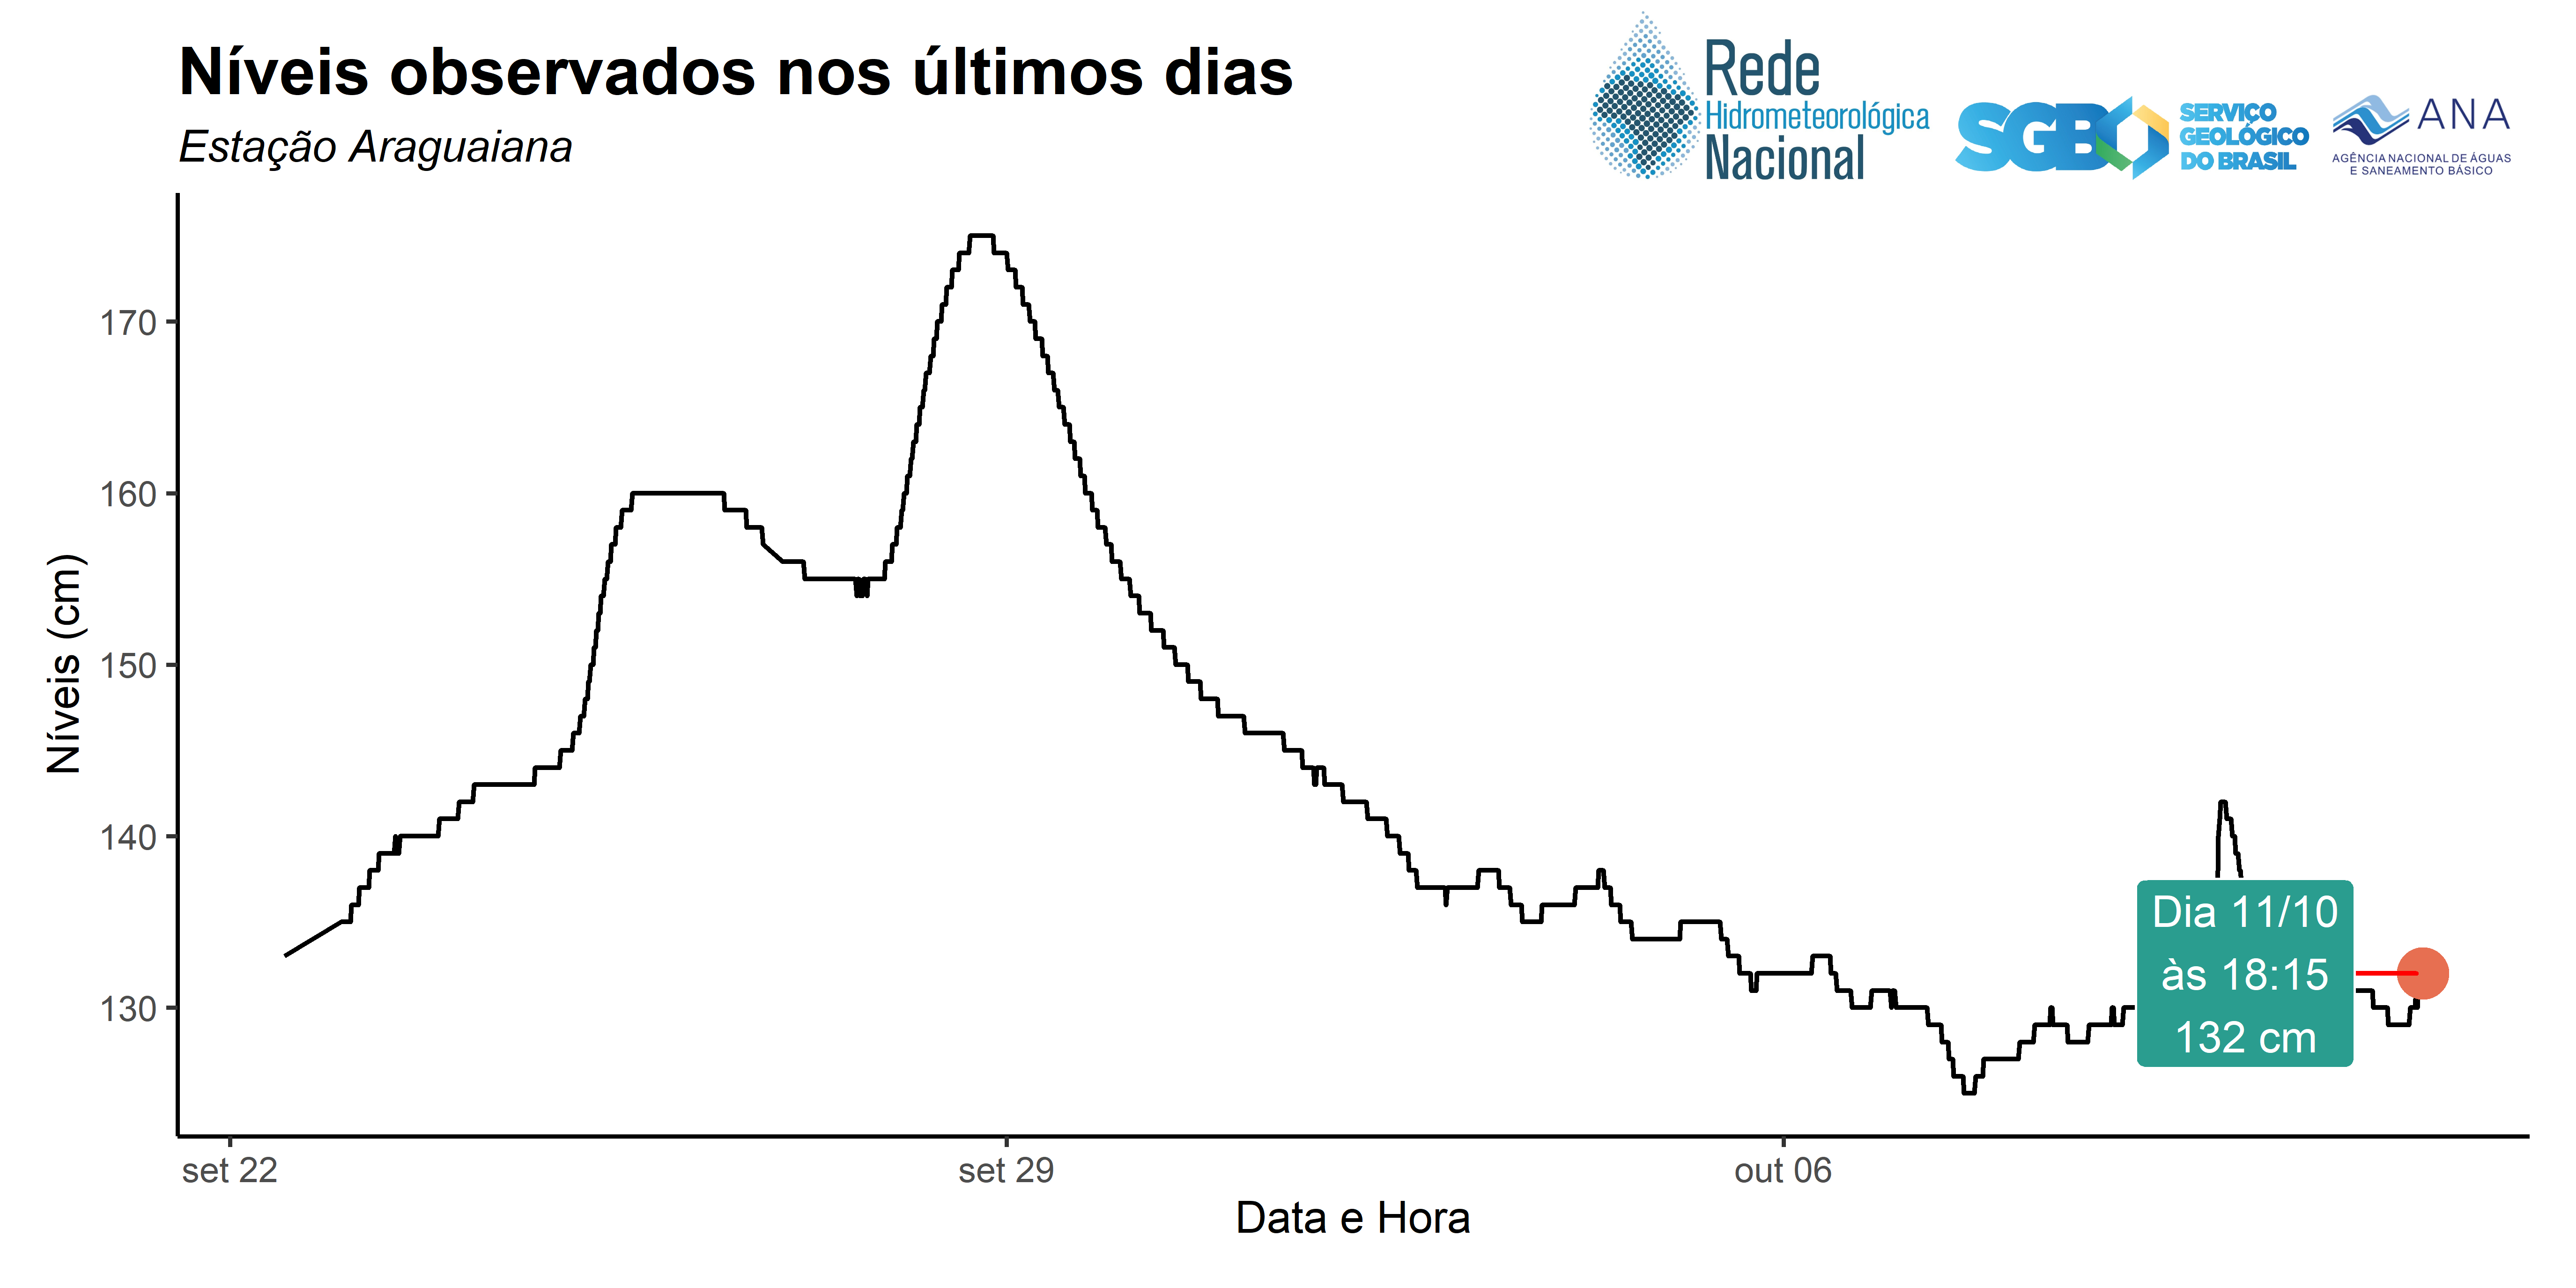 Níveis observados nos últimos dias
Estação Araguaiana
Rede
Hidrometeorológica
Nacional
SGB
SERVIÇO
GEOLÓGICO
DO BRASIL
ANA
AGÊNCIA NACIONAL DE ÁGUAS
E SANEAMENTO BÁSICO
Níveis (cm)
170
160
150
140
130
Dia 11/10
às 18:15
132 cm
set 22
set 29
out 06
Data e Hora